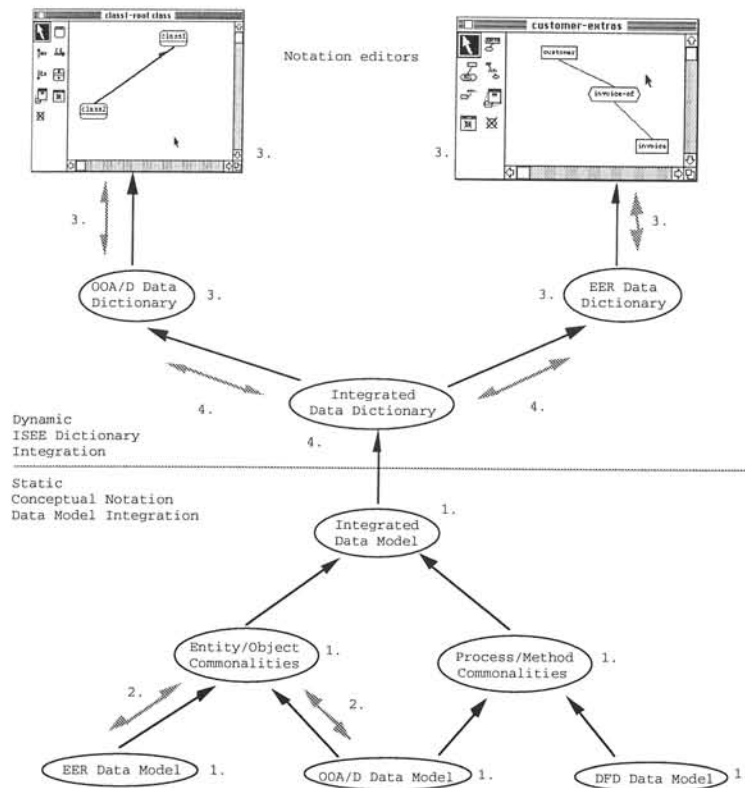 class1-root class
customer-extras
class1
class2
Notation editors
customer
invoice-of
invoice
3.
3.
3.
3.
OOA/D Data
Dictionary
3.
3.
EER Data
Dictionary
4.
Integrated
Data Dictionary
4.
4.
Dynamic
ISEE Dictionary
Integration
Static
Conceptual Notation
Data Model Integration
Integrated
Data Model
1.
Entity/Object
Commonalities
1.
Process/Method
Commonalities
1.
2.
2.
EER Data Model
1.
OOA/D Data Model
1.
DFD Data Model
1